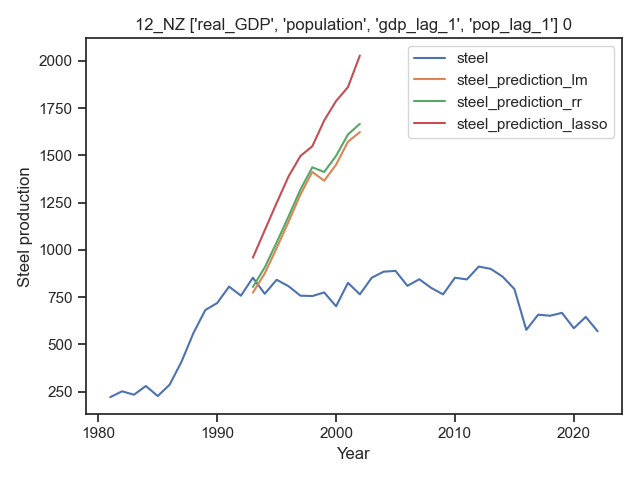 12_NZ ['real_GDP', 'population', 'gdp_lag_1', 'pop_lag_1'] 0
steel
steel_prediction_lm
steel_prediction_rr
steel_prediction_lasso
Steel production
2000
1750
1500
1250
1000
750
500
250
1980 1990 2000 2010 2020
Year